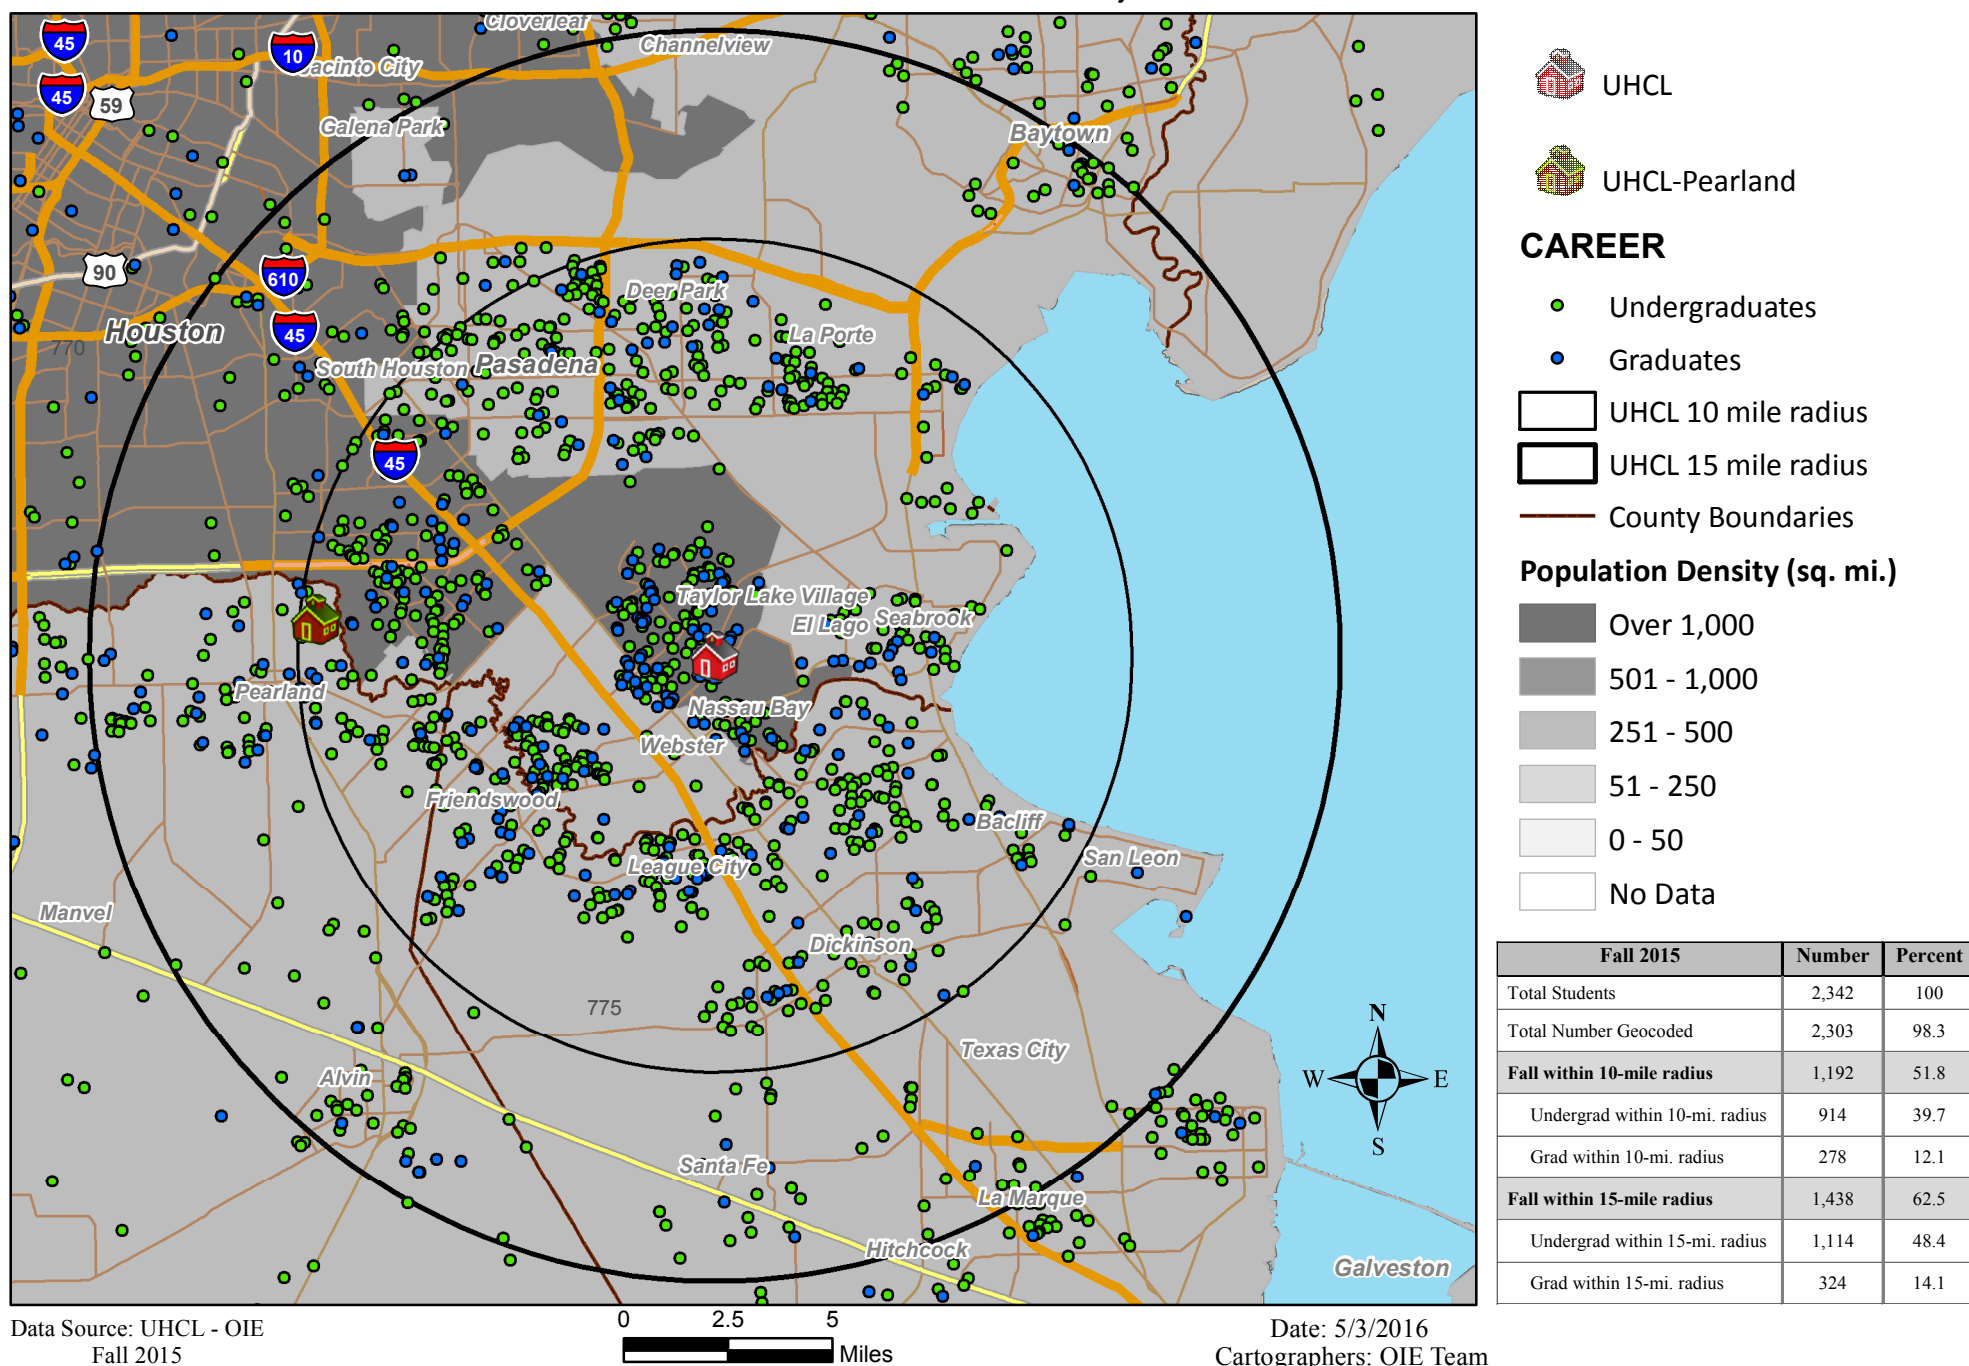 Cloverleaf
Channelview
45
10
Jacinto City
45
59
Galena Park
Baytown
90
610
Deer Park
Houston
45
La Porte
770
South Houston
Pasadena
45
Taylor Lake Village
El Lago
Seabrook
Pearland
Nassau Bay
Webster
Friendswood
Bacliff
San Leon
League City
Manvel
Dickinson
775
Texas City
Alvin
Santa Fe
La Marque
Hitchcock
Galveston
N
W
E
S
UHCL
UHCL-Pearland
CAREER
Undergraduates
Graduates
UHCL 10 mile radius
UHCL 15 mile radius
County Boundaries
Population Density (sq. mi.)
Over 1,000
501 - 1,000
251 - 500
51 - 250
0 - 50
No Data
Fall 2015 Number Percent
Total Students 2,342 100
Total Number Geocoded 2,303 98.3
Fall within 10-mile radius 1,192 51.8
Undergrad within 10-mi. radius 914 39.7
Grad within 10-mi. radius 278 12.1
Fall within 15-mile radius 1,438 62.5
Undergrad within 15-mi. radius 1,114 48.4
Grad within 15-mi. radius 324 14.1
Data Source: UHCL - OIE
Fall 2015
0 2.5 5
Miles
Date: 5/3/2016
Cartographers: OIE Team